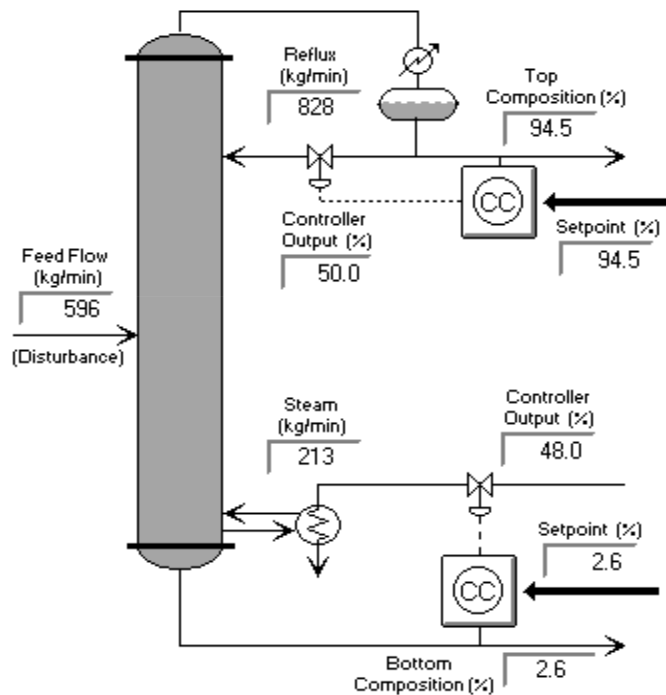 Reflux
(kg/min)
828
Top
Composition (%)
94.5
CC
Controller
Output (%)
50.0
Setpoint (%)
94.5
Feed Flow
(kg/min)
596
(Disturbance)
Steam
(kg/min)
213
Controller
Output (%)
48.0
Setpoint (%)
2.6
CC
Bottom
Composition (%)
2.6